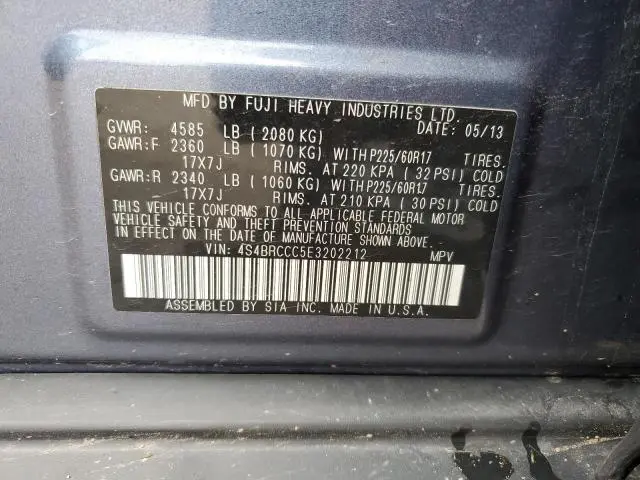 MFD BY FUJI HEAVY INDUSTRIES LTD.
GVWR: 4585 LB ( 2080 KG) DATE: 05/13
GAWR:F 2360 LB ( 1070 KG) WITH P225/60R17 TIRES.
17X7J RIMS. AT 220 KPA ( 32 PSI) COLD
GAWR:R 2340 LB ( 1060 KG) WITH P225/60R17 TIRES.
17X7J RIMS. AT 210 KPA ( 30 PSI) COLD
THIS VEHICLE CONFORMS TO ALL APPLICABLE FEDERAL MOTOR
VEHICLE SAFETY AND THEFT PREVENTION STANDARDS
IN EFFECT ON THE DATE OF MANUFACTURE SHOWN ABOVE.
VIN: 4S4BRCCC5E3202212 MPV
ASSEMBLED BY SIA INC. MADE IN U.S.A.